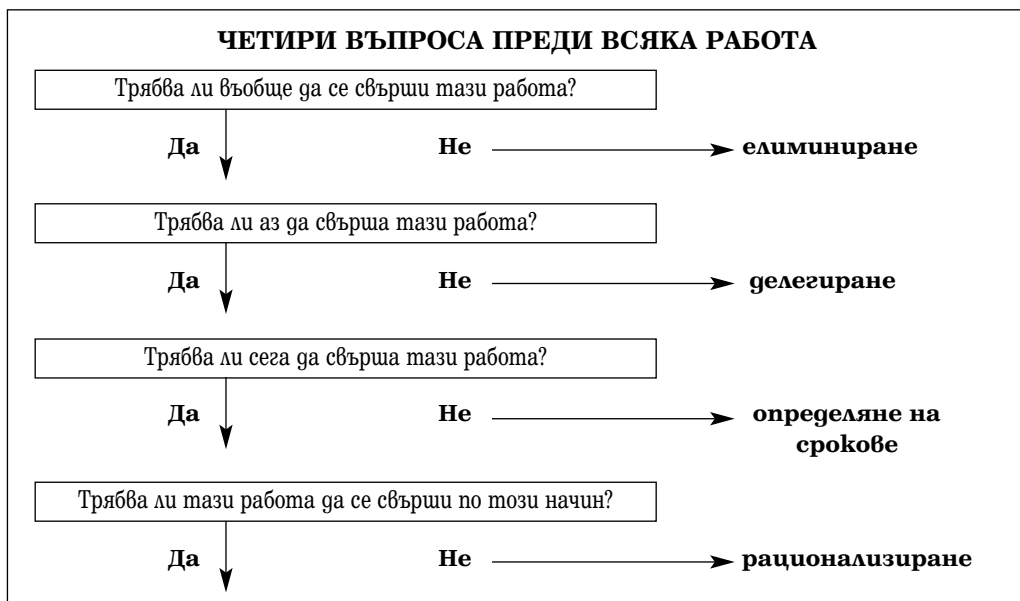 ЧЕТИРИ ВЪПРОСА ПРЕДИ ВСЯКА РАБОТА
Трябва ли въобще да се свърши тази работа?
Да Не елиминиране
Трябва ли аз да свърша тази работа?
Да Не делегиране
Трябва ли сега да свърша тази работа?
Да Не определяне на
срокове
Трябва ли тази работа да се свърши по този начин?
Да Не рационализиране